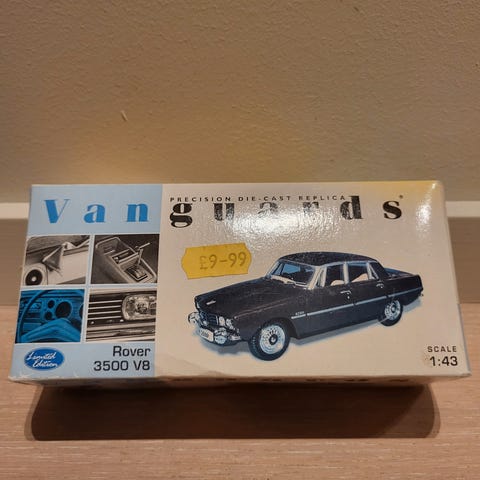 Vanguards
PRECISION DIE-CAST REPLICA
£9-99
Limited
Edition
Rover
3500 V8
SCALE
1:43